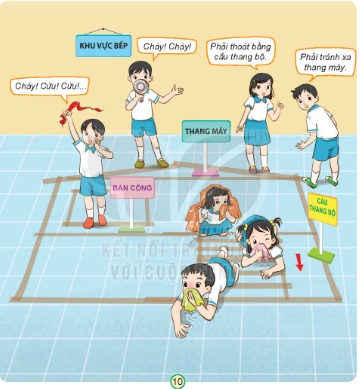 KHU VỰC BẾP
Cháy! Cháy!
Phải thoát bằng
cầu thang bộ.
Phải tránh xa
thang máy.
Cháy! Cứu! Cứu!...
THANG MÁY
BAN CÔNG
CẦU
THANG BỘ
KẾT NỐI TRI THỨC
VỚI CUỘC SỐNG
10